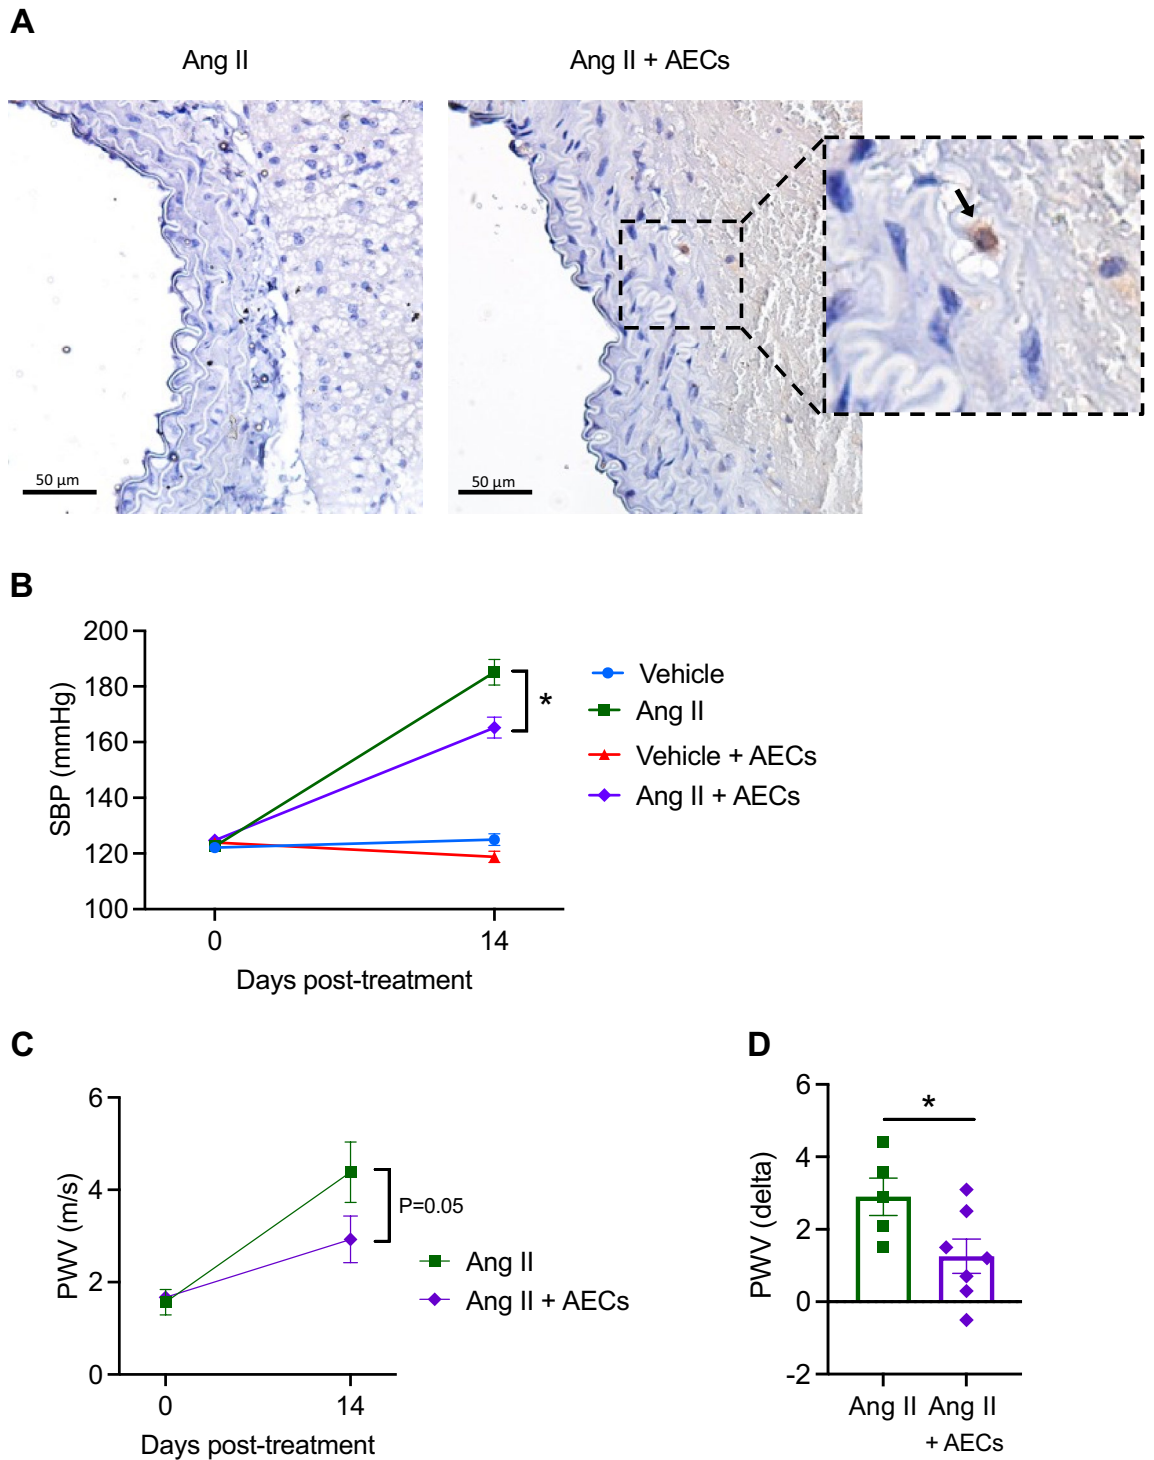 A
Ang II
Ang II + AECs
50 µm
50 µm
B
200
180
160
140
120
100
SBP (mmHg)
0
14
Days post-treatment
*
Vehicle
Ang II
Vehicle + AECs
Ang II + AECs
C
6
4
2
0
PWV (m/s)
0
14
Days post-treatment
P=0.05
Ang II
Ang II + AECs
D
6
4
2
0
-2
PWV (delta)
*
Ang II
Ang II
+ AECs